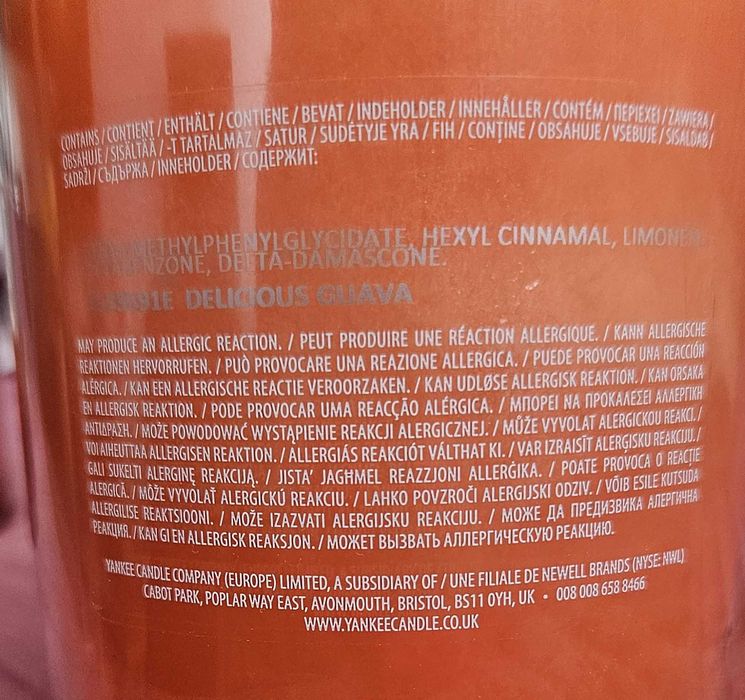 CONTAINS / CONTIENT / ENTHÄLT / CONTIENE / BEVAT / INDEHOLDER / INNEHÅLLER / CONTÉM / ΠΕΡΙΕΧΕΙ / ZAWIERA /
OBSAHUJE / SISÄLTÄÄ / -T TARTALMAZ / SATUR / SUDĖTYJE YRA / FIH / CONȚINE / OBSAHUJE / VSEBUJE / SISALDAB /
SADRŽI / СЪДЪРЖА / INNEHOLDER / СОДЕРЖИТ:
HEXYL CINNAMAL,
DELTA-DAMASCONE.
DELICIOUS GUAVA
MAY PRODUCE AN ALLERGIC REACTION. / PEUT PRODUIRE UNE RÉACTION ALLERGIQUE. / KANN ALLERGISCHE
REAKTIONEN HERVORRUFEN. / PUÒ PROVOCARE UNA REAZIONE ALLERGICA. / PUEDE PROVOCAR UNA REACCIÓN
ALÉRGICA. / KAN EEN ALLERGISCHE REACTIE VEROORZAKEN. / KAN UDLØSE ALLERGISK REAKTION. / KAN ORSAKA
EN ALLERGISK REAKTION. / PODE PROVOCAR UMA REACÇÃO ALÉRGICA. / ΜΠΟΡΕΙ ΝΑ ΠΡΟΚΑΛΕΣΕΙ ΑΛΛΕΡΓΙΚΗ
ΑΝΤΙΔΡΑΣΗ. / MOŻE POWODOWAĆ WYSTĄPIENIE REAKCJI ALERGICZNEJ. / MŮŽE VYVOLAT ALERGICKOU REAKCI. /
VOI AIHEUTTAA ALLERGISEN REAKTION. / ALLERGIÁS REAKCIÓT VÁLTHAT KI. / VAR IZRAISĪT ALERĢISKU REAKCIJU. /
GALI SUKELTI ALERGINĘ REAKCIJĄ. / JISTA' JAGĦMEL REAZZJONI ALLERĠIKA. / POATE PROVOCA O REACȚIE
ALERGICĂ. / MÔŽE VYVOLAŤ ALERGICKÚ REAKCIU. / LAHKO POVZROČI ALERGIJSKI ODZIV. / VÕIB ESILE KUTSUDA
ALLERGILISE REAKTSIOONI. / MOŽE IZAZVATI ALERGIJSKU REAKCIJU. / МОЖЕ ДА ПРЕДИЗВИКА АЛЕРГИЧНА
РЕАКЦИЯ. / KAN GI EN ALLERGISK REAKSJON. / МОЖЕТ ВЫЗВАТЬ АЛЛЕРГИЧЕСКУЮ РЕАКЦИЮ.
YANKEE CANDLE COMPANY (EUROPE) LIMITED, A SUBSIDIARY OF / UNE FILIALE DE NEWELL BRANDS (NYSE: NWL)
CABOT PARK, POPLAR WAY EAST, AVONMOUTH, BRISTOL, BS11 0YH, UK • 008 008 658 8466
WWW.YANKEECANDLE.CO.UK